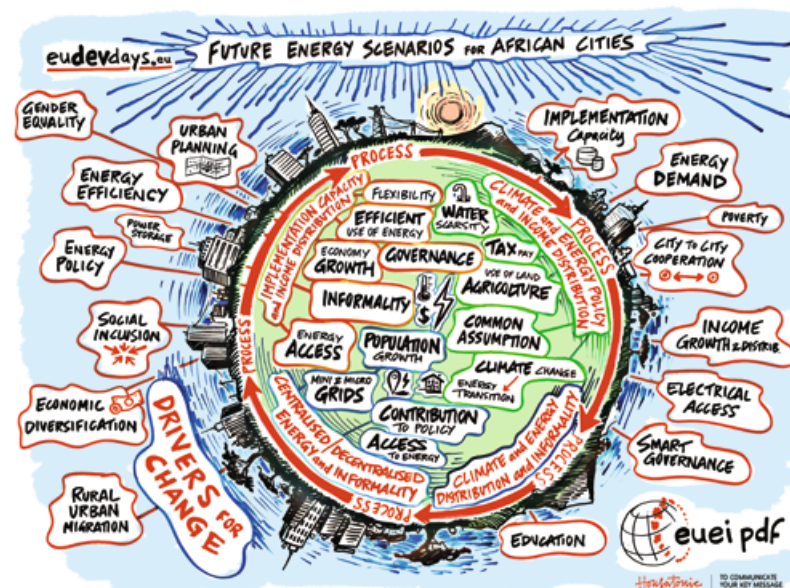 eudevdays.eu
FUTURE ENERGY SCENARIOS FOR AFRICAN CITIES
GENDER
EQUALITY
URBAN
PLANNING
ENERGY
EFFICIENCY
POWER
STORAGE
ENERGY
POLICY
SOCIAL
INCLUSION
ECONOMIC
DIVERSIFICATION
RURAL
URBAN
MIGRATION
DRIVERS FOR
CHANGE
IMPLEMENTATION
Capacity
ENERGY
DEMAND
POVERTY
CITY TO CITY
COOPERATION
INCOME
GROWTH & DISTRIB.
ELECTRICAL
ACCESS
SMART
GOVERNANCE
EDUCATION
PROCESS
PROCESS
PROCESS
PROCESS
PROCESS
IMPLEMENTATION CAPACITY
and INCOME DISTRIBUTION
CLIMATE and ENERGY POLICY
and INCOME DISTRIBUTION
CLIMATE and ENERGY
DISTRIBUTION and INFORMALITY
CENTRALISED/DECENTRALISED
ENERGY and INFORMALITY
FLEXIBILITY
EFFICIENT
USE OF ENERGY
WATER
SCARSITY
ECONOMY
GROWTH
GOVERNANCE
TAX PAY
USE OF LAND
AGRICULTURE
INFORMALITY
$
COMMON
ASSUMPTION
ENERGY
ACCESS
POPULATION
GROWTH
CLIMATE CHANGE
ENERGY
TRANSITION
MINI & MICRO
GRIDS
CONTRIBUTION
TO POLICY
ACCESS
TO ENERGY
euei pdf
Housatonic
TO COMMUNICATE
YOUR KEY MESSAGE